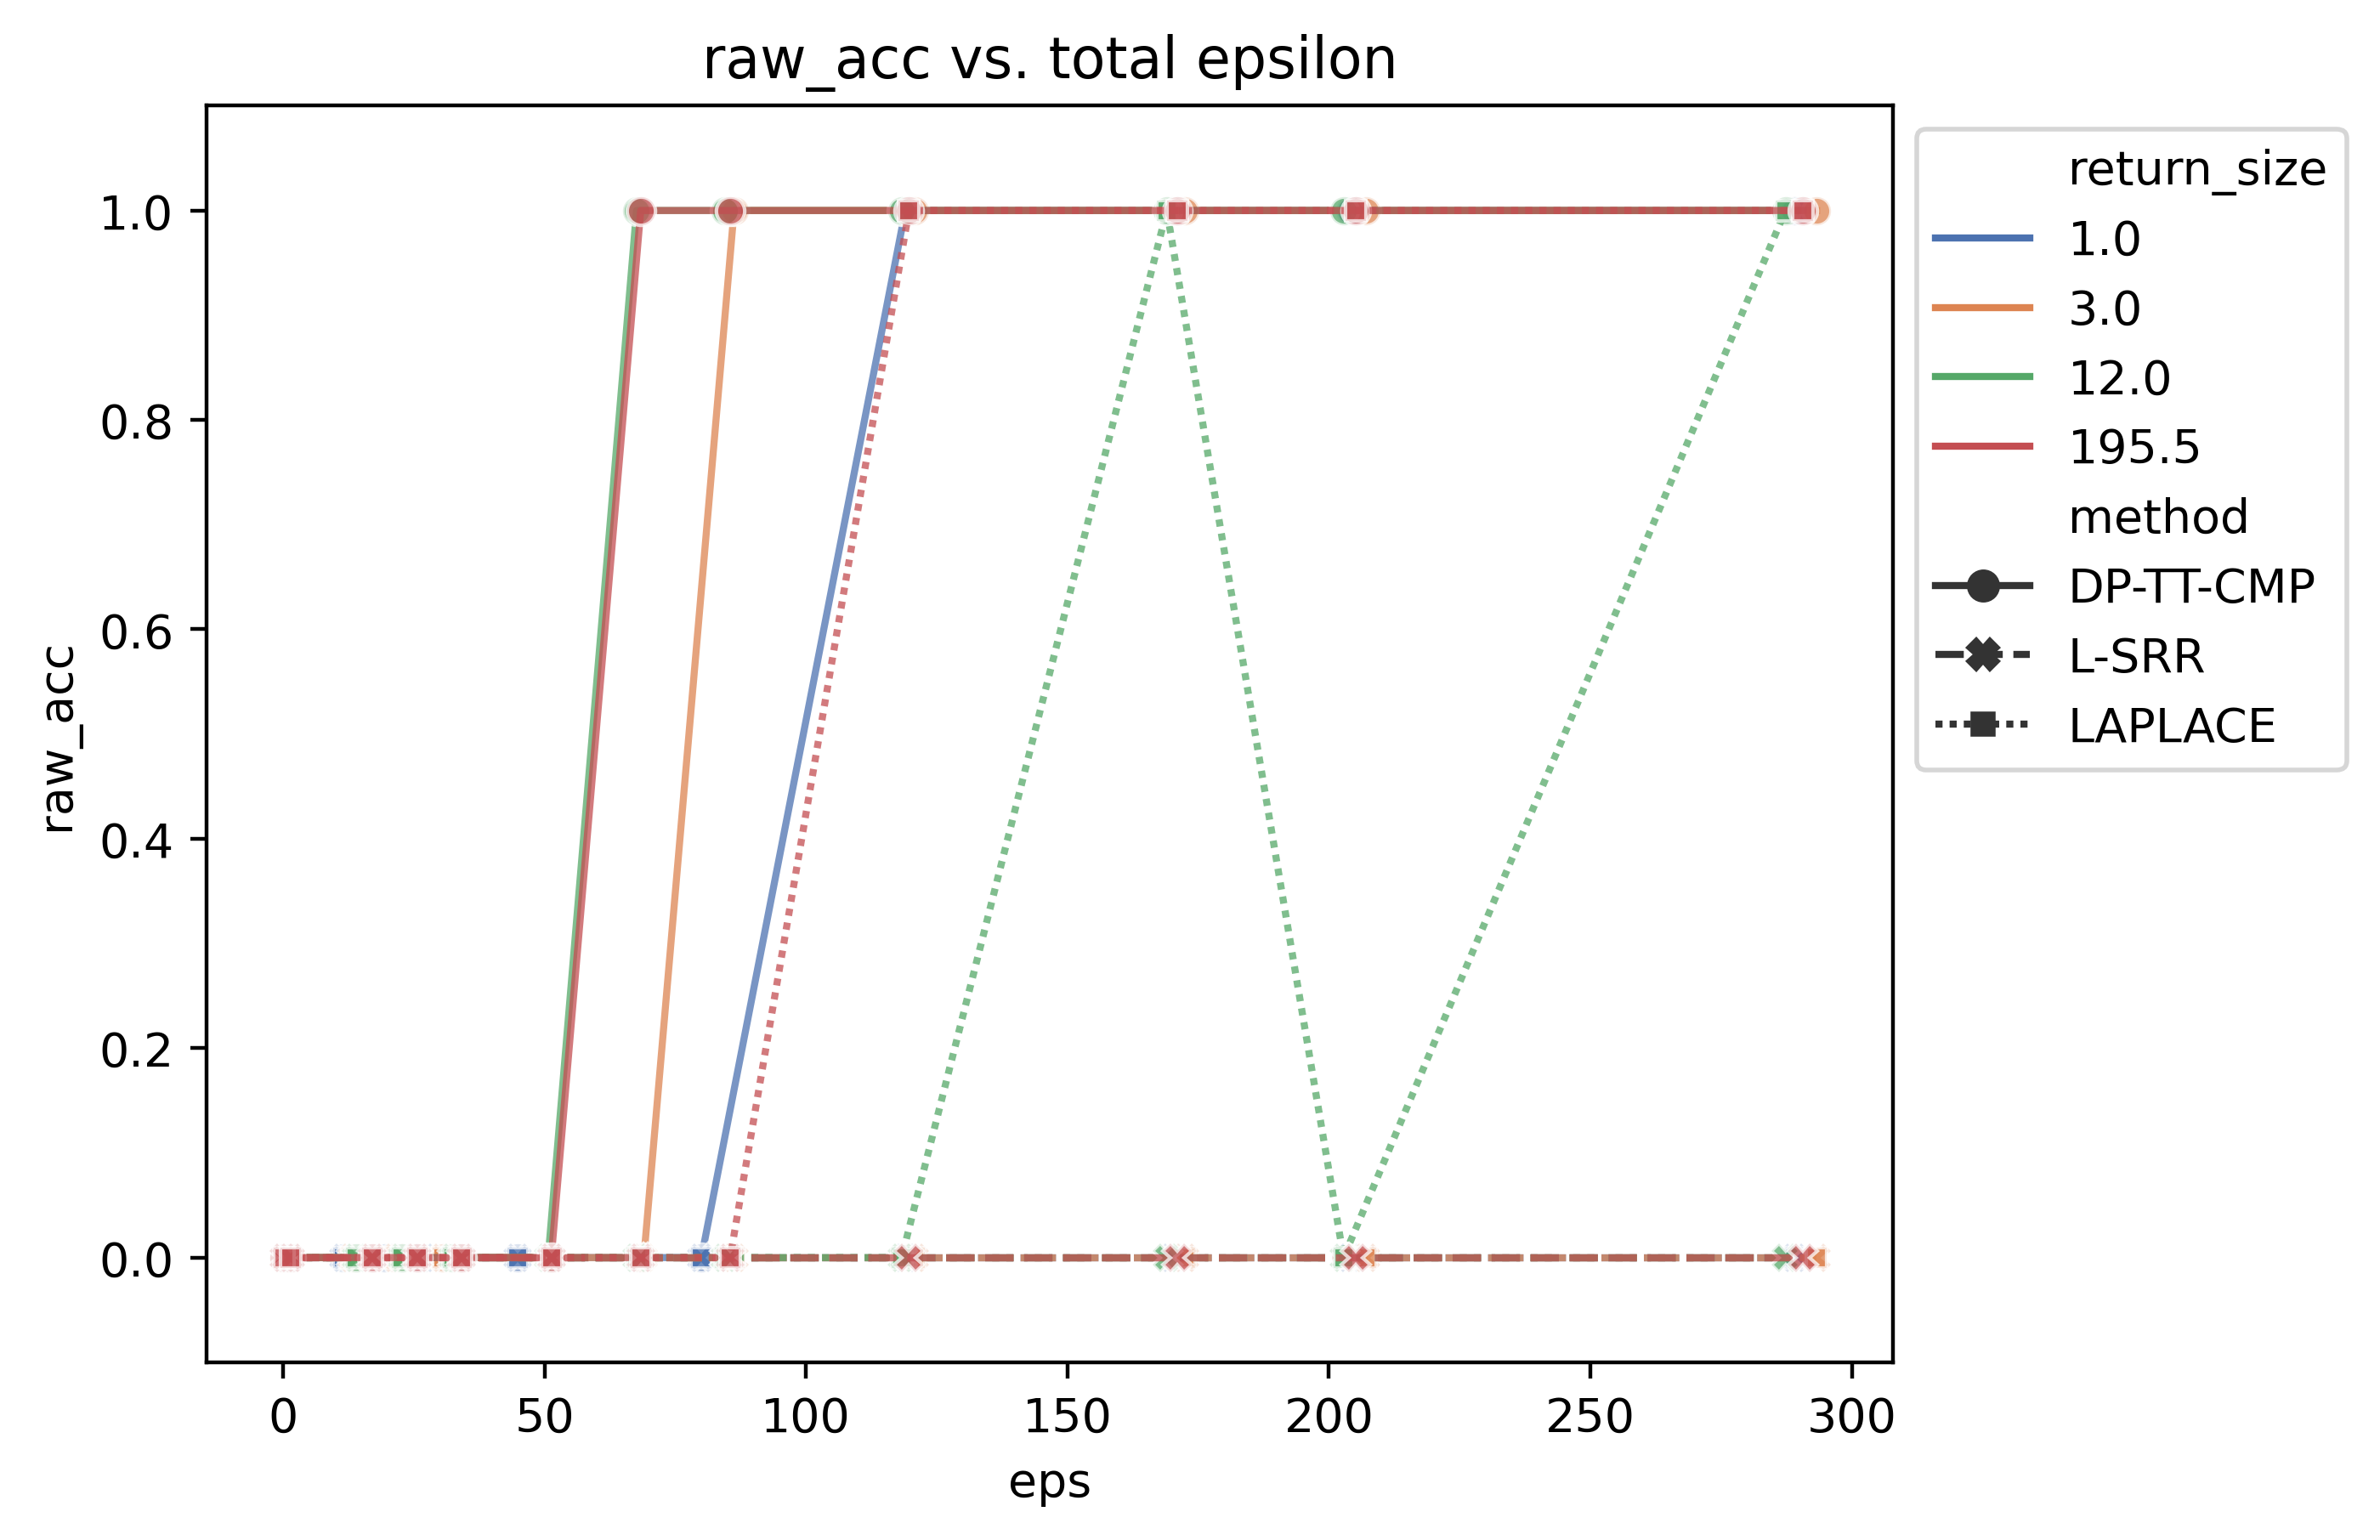 raw_acc vs. total epsilon
1.0
0.8
0.6
0.4
0.2
0.0
raw_acc
0 50 100 150 200 250 300
eps
return_size
1.0
3.0
12.0
195.5
method
DP-TT-CMP
L-SRR
LAPLACE